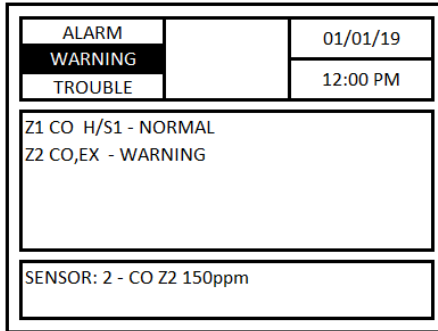 ALARM
WARNING
TROUBLE
01/01/19
12:00 PM
Z1 CO  H/S1 - NORMAL
Z2 CO,EX  - WARNING
SENSOR: 2 - CO Z2 150ppm